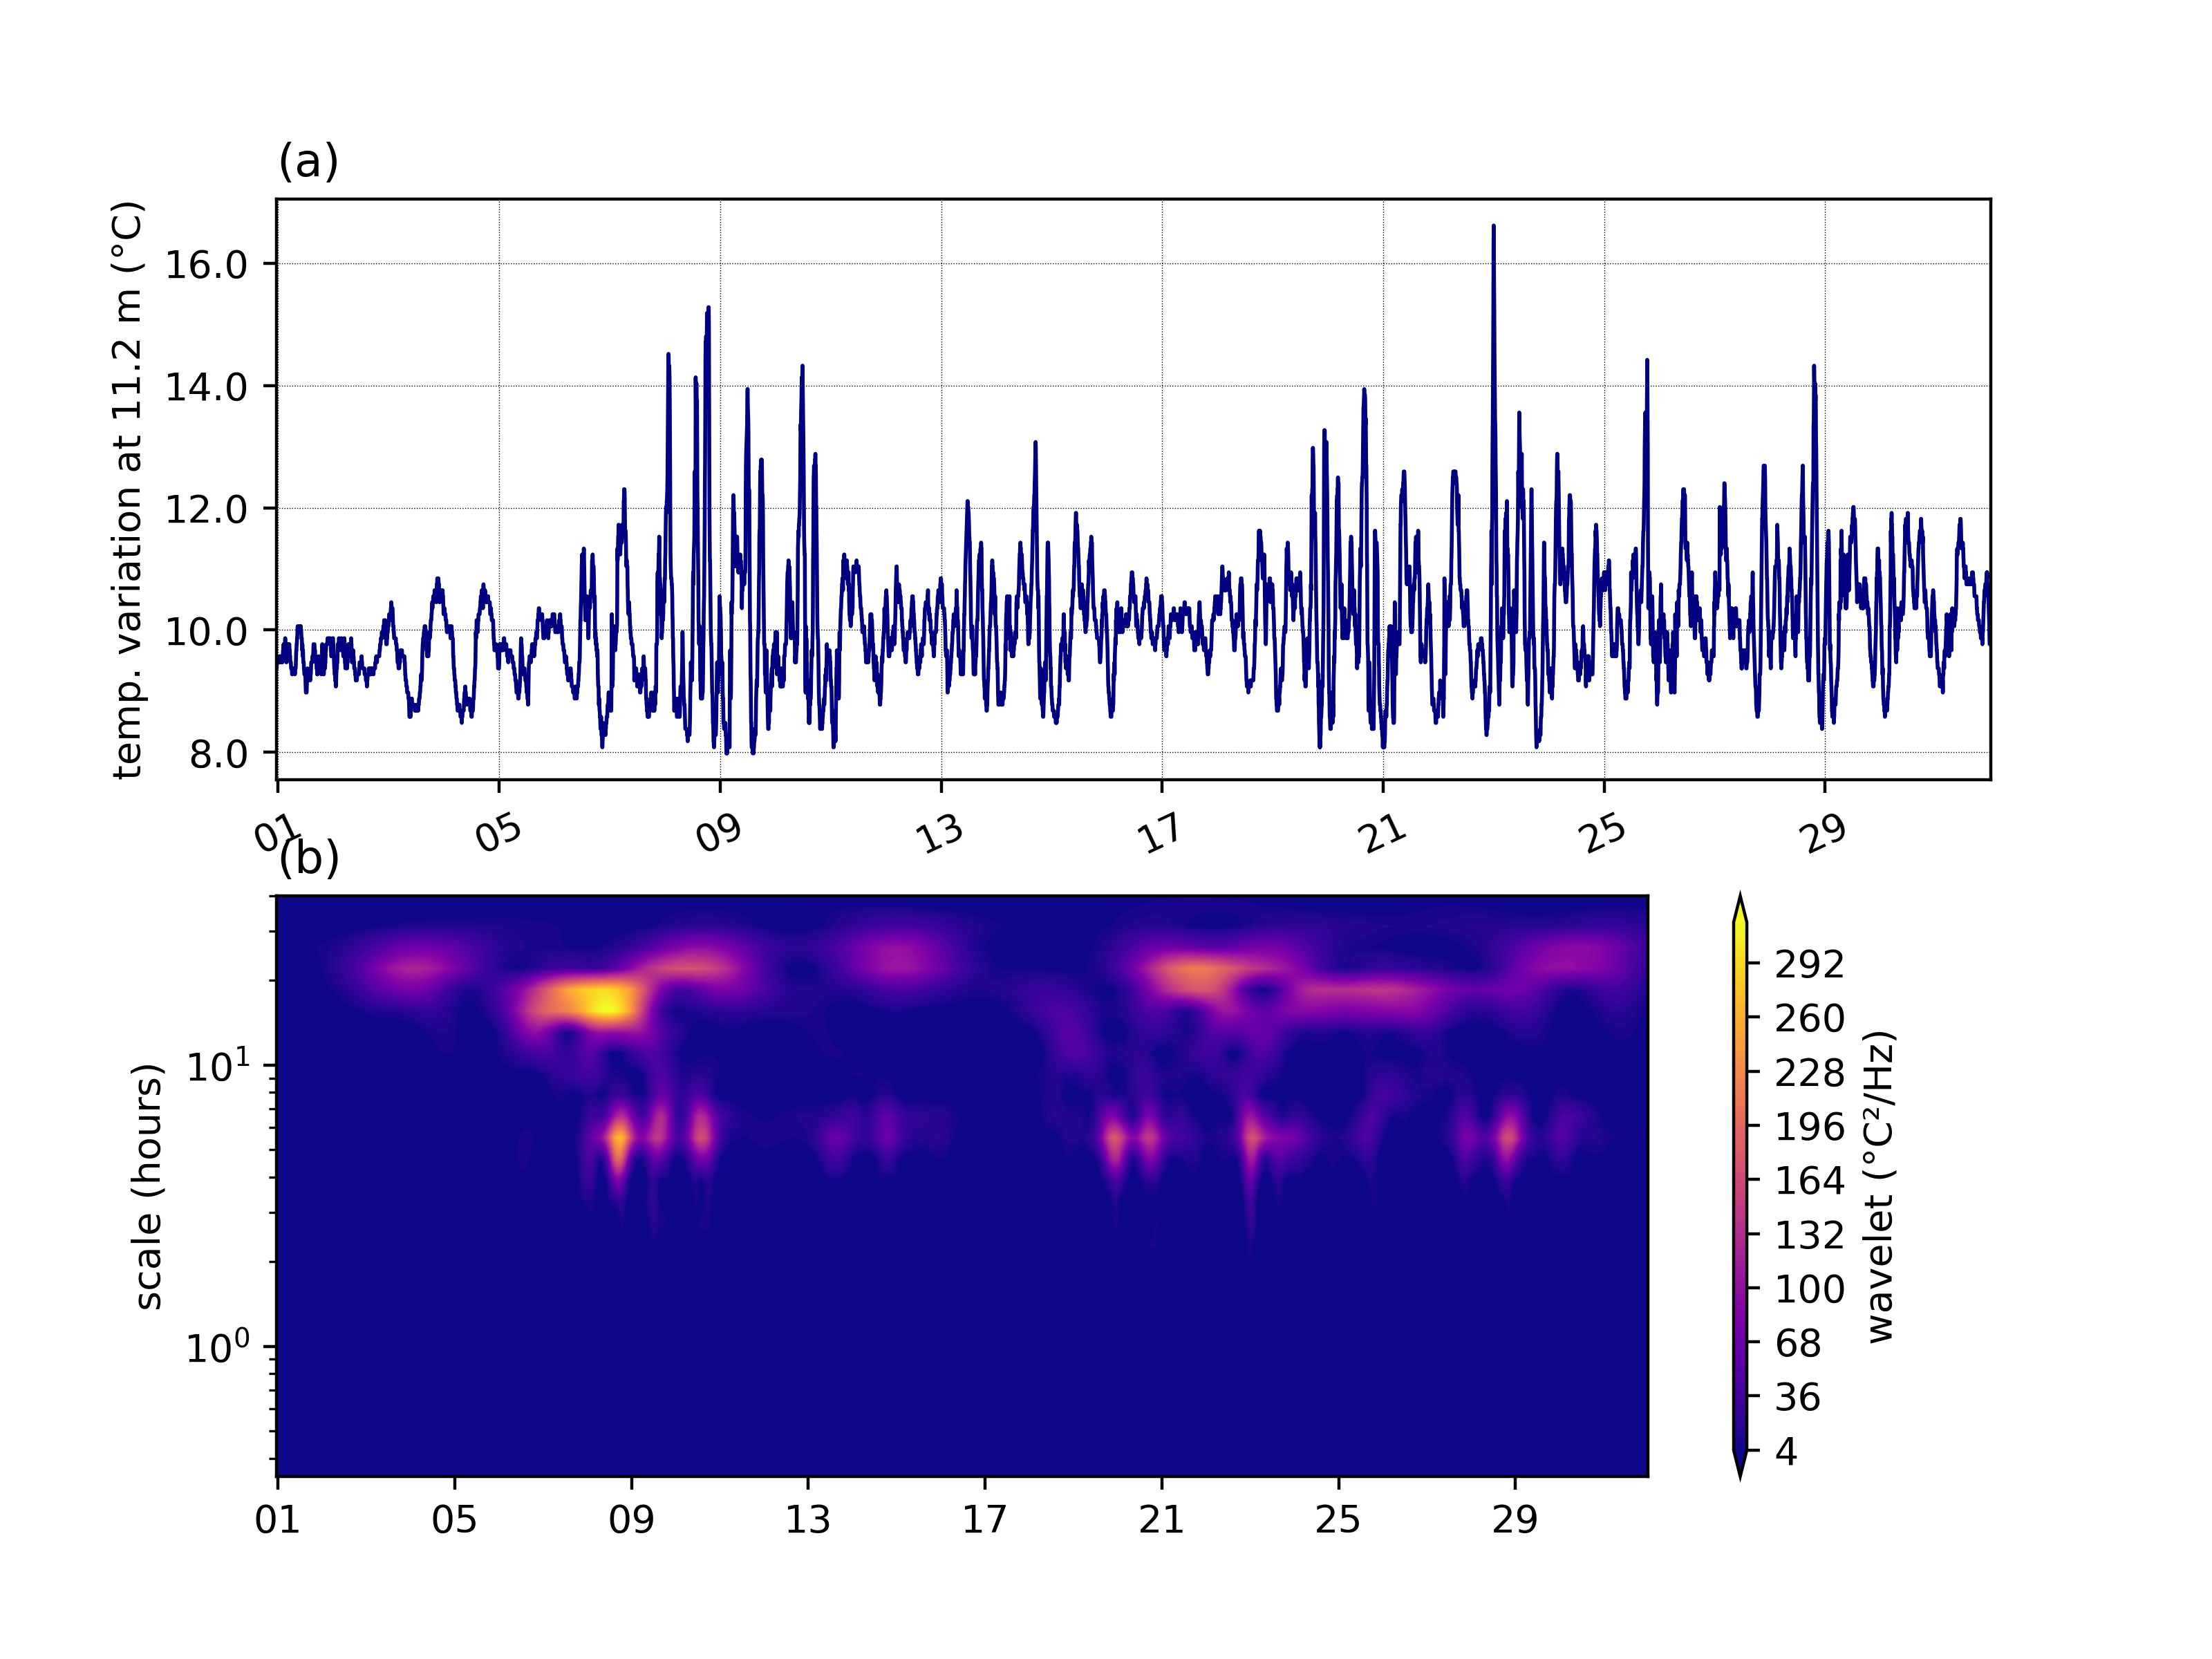 (a)
temp. variation at 11.2 m (°C)
16.0
14.0
12.0
10.0
8.0
01 05 09 13 17 21 25 29
(b)
scale (hours)
10¹
10⁰
01 05 09 13 17 21 25 29
292
260
228
196
164
132
100
68
36
4
wavelet (°C²/Hz)